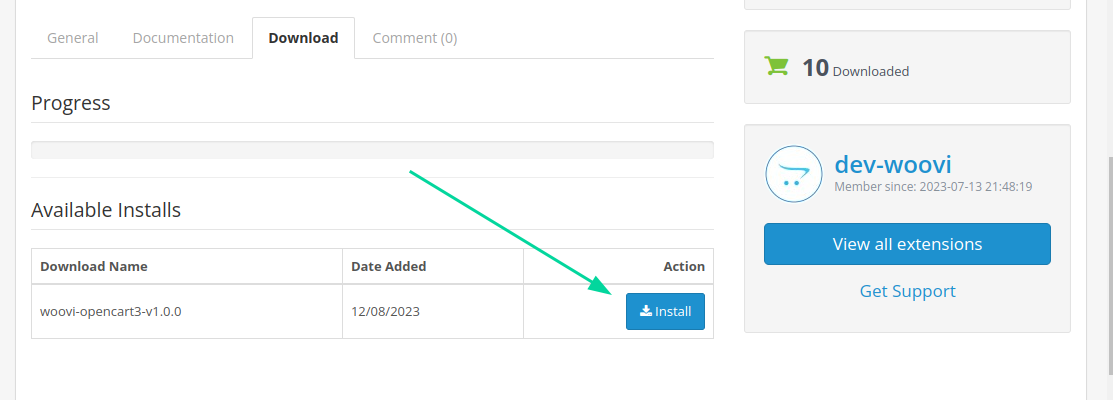 General
Documentation
Download
Comment (0)
Progress
Available Installs
Download Name
Date Added
Action
woovi-opencart3-v1.0.0
12/08/2023
Install
10 Downloaded
dev-woovi
Member since: 2023-07-13 21:48:19
View all extensions
Get Support